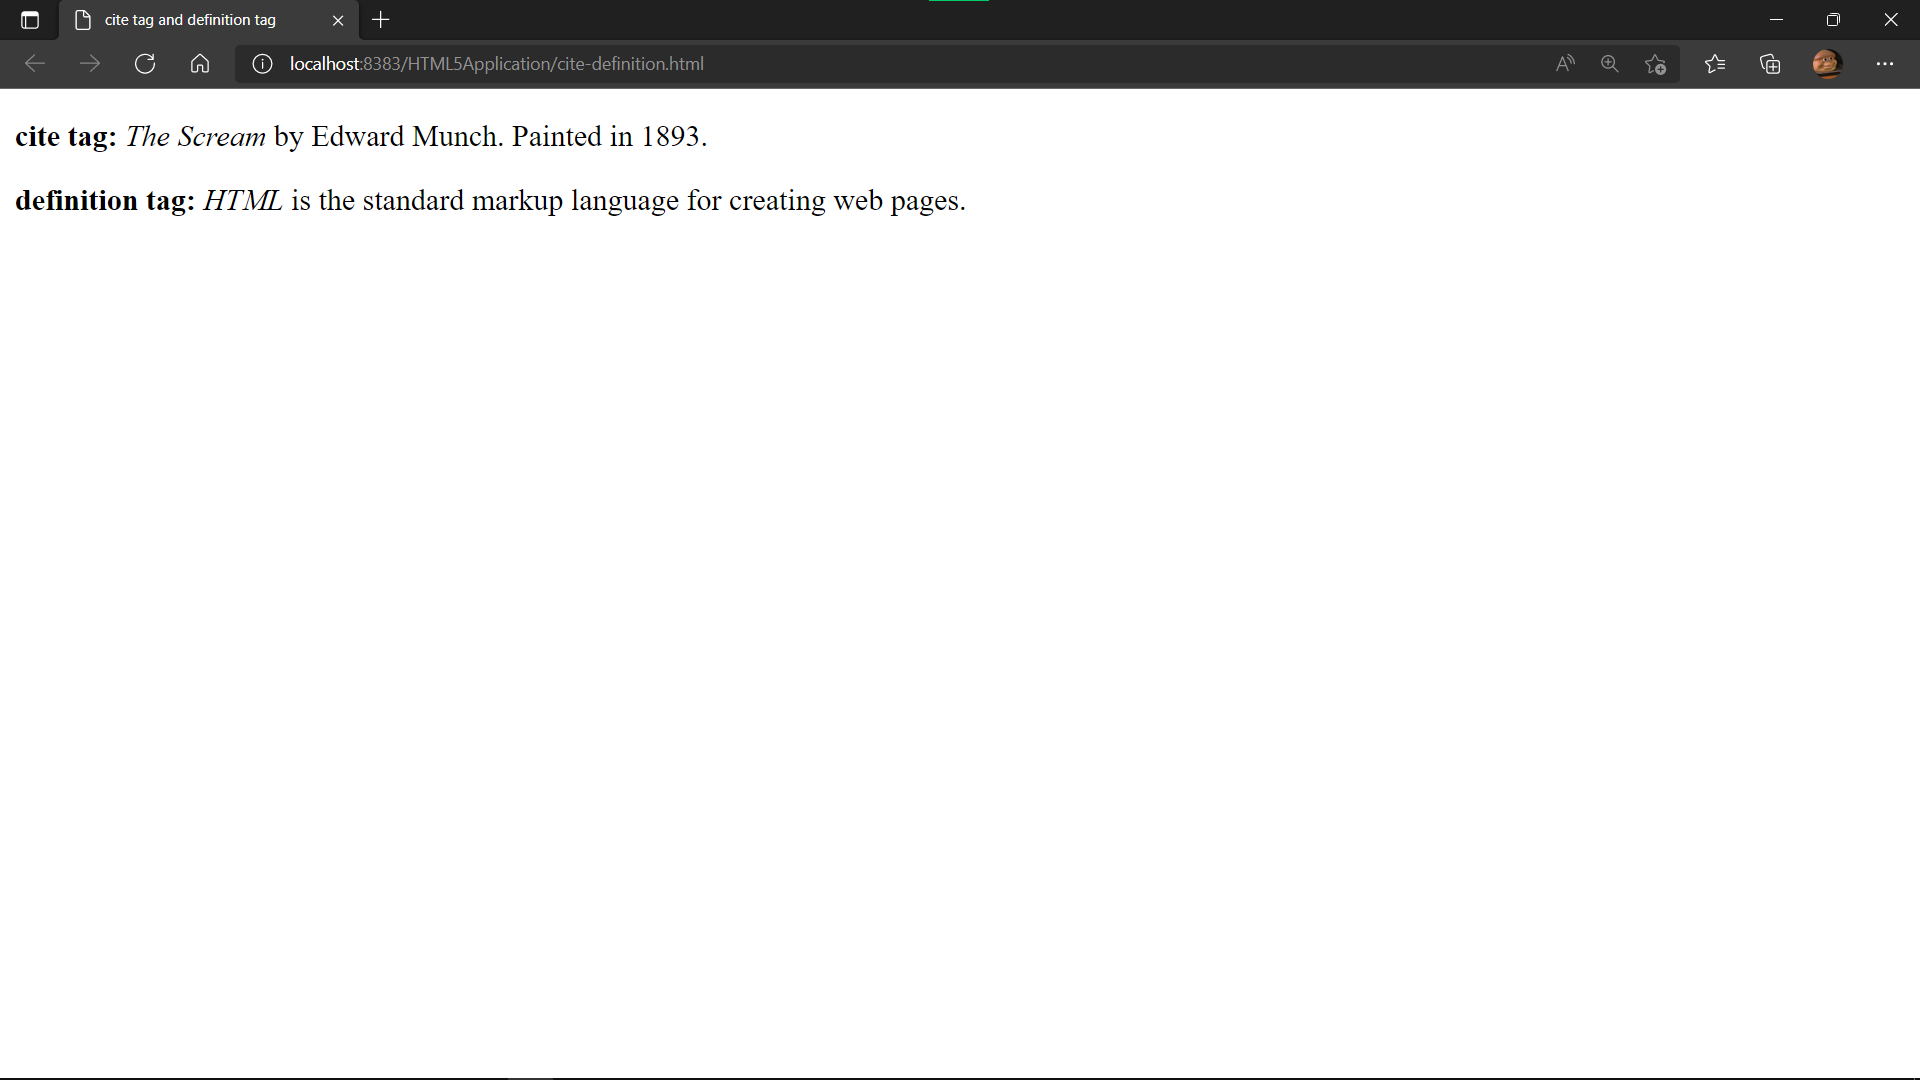 cite tag and definition tag
localhost:8383/HTML5Application/cite-definition.html
cite tag: The Scream by Edward Munch. Painted in 1893.
definition tag: HTML is the standard markup language for creating web pages.